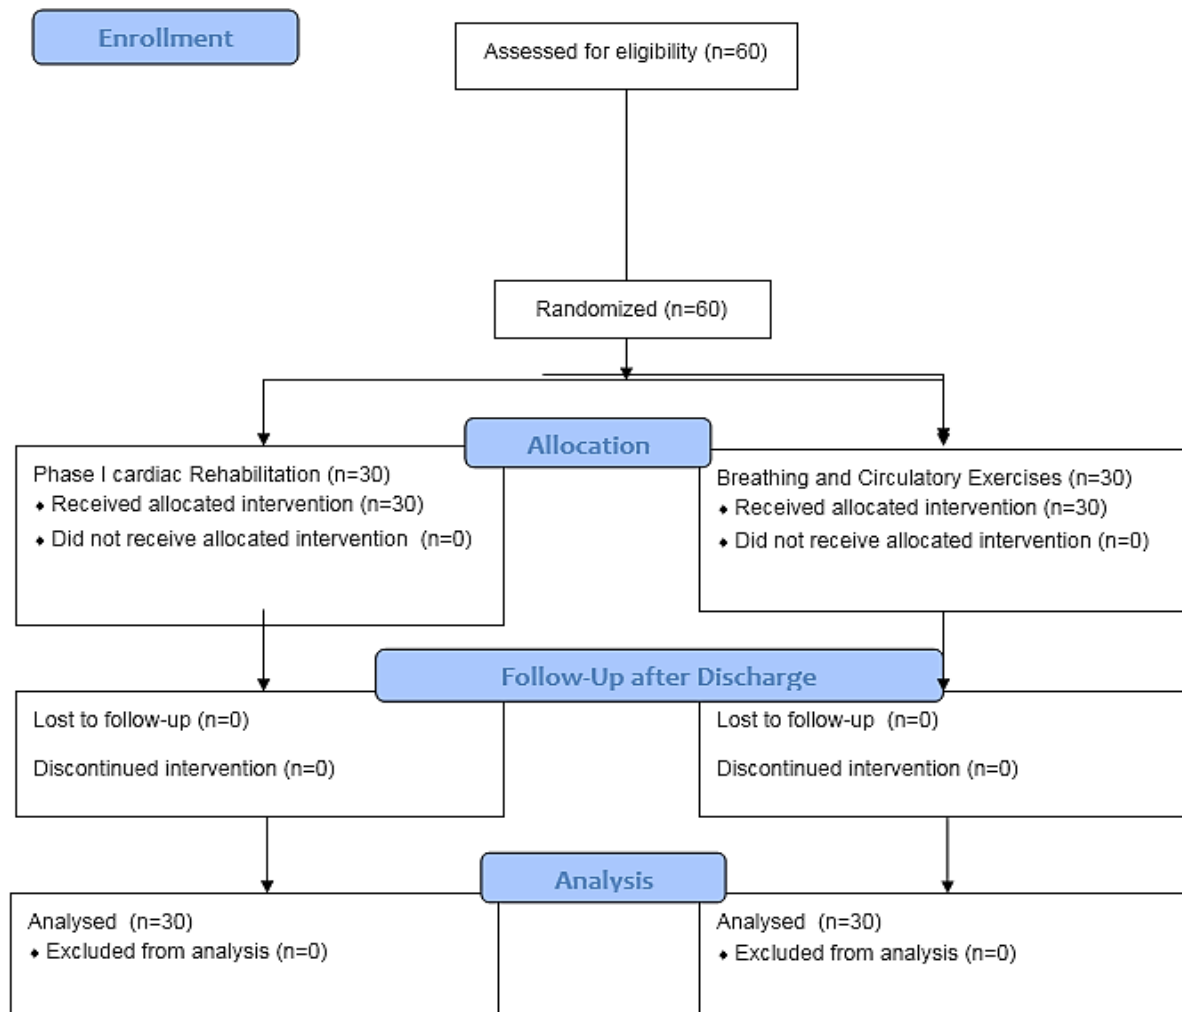 Enrollment
Assessed for eligibility (n=60)
Randomized (n=60)
Allocation
Phase I cardiac Rehabilitation (n=30)
♦ Received allocated intervention (n=30)
♦ Did not receive allocated intervention (n=0)
Breathing and Circulatory Exercises (n=30)
♦ Received allocated intervention (n=30)
♦ Did not receive allocated intervention (n=0)
Follow-Up after Discharge
Lost to follow-up (n=0)
Discontinued intervention (n=0)
Lost to follow-up (n=0)
Discontinued intervention (n=0)
Analysis
Analysed (n=30)
♦ Excluded from analysis (n=0)
Analysed (n=30)
♦ Excluded from analysis (n=0)